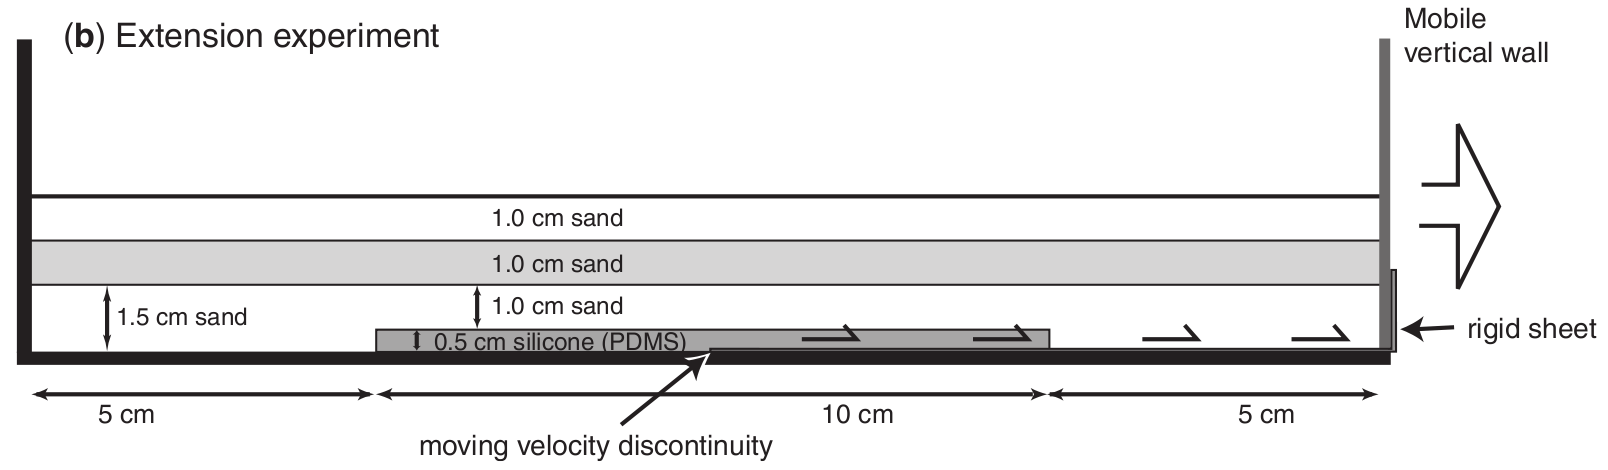 (b) Extension experiment
Mobile
vertical wall
1.0 cm sand
1.0 cm sand
1.5 cm sand
1.0 cm sand
0.5 cm silicone (PDMS)
rigid sheet
5 cm
10 cm
5 cm
moving velocity discontinuity